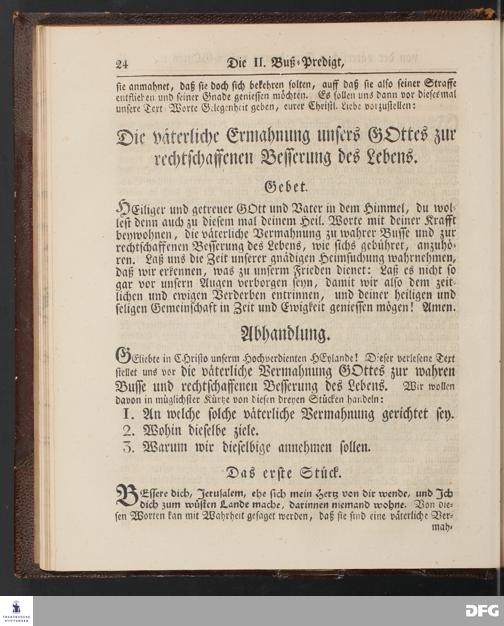 24 Die II. Buß-Predigt,
sie anmahnet, daß sie doch sich bekehren solten, auff daß sie also seiner Straffe
entfliehen und seiner Gnade geniessen möchten. Es sollen uns dann vor dieses mal
unsere Text-Worte Gelegenheit geben, eurer Christl. Liebe vorzustellen:
Die väterliche Ermahnung unsers GOttes zur
rechtschaffenen Besserung des Lebens.
Gebet.
HEiliger und getreuer GOtt und Vater in dem Himmel, du wol-
lest denn auch zu diesem mal deinem Heil. Worte mit deiner Krafft
beywohnen, die väterliche Vermahnung zu wahrer Busse und zur
rechtschaffenen Besserung des Lebens, wie sichs gebühret, anzuhö-
ren. Laß uns die Zeit unserer gnädigen Heimsuchung wahrnehmen,
daß wir erkennen, was zu unserm Frieden dienet: Laß es nicht so
gar vor unsern Augen verborgen seyn, damit wir also dem zeit-
lichen und ewigen Verderben entrinnen, und deiner heiligen und
seligen Gemeinschaft in Zeit und Ewigkeit geniessen mögen! Amen.
Abhandlung.
GEliebte in CHristo unserm Hochverdienten HEylande! Dieser verlesene Text
stellet uns vor die väterliche Vermahnung GOttes zur wahren
Busse und rechtschaffenen Besserung des Lebens. Wir wollen
davon in müglichster Kürtze von diesen dreyen Stücken handeln:
1. An welche solche väterliche Vermahnung gerichtet sey.
2. Wohin dieselbe ziele.
3. Warum wir dieselbige annehmen sollen.
Das erste Stück.
BEssere dich, Jerusalem, ehe sich mein Hertz von dir wende, und Ich
dich zum wüsten Lande mache, darinnen niemand wohne. Von die-
sen Worten kan mit Wahrheit gesaget werden, daß sie sind eine väterliche Ver-
mah-
FRANCKESCHE
STIFTUNGEN
DFG